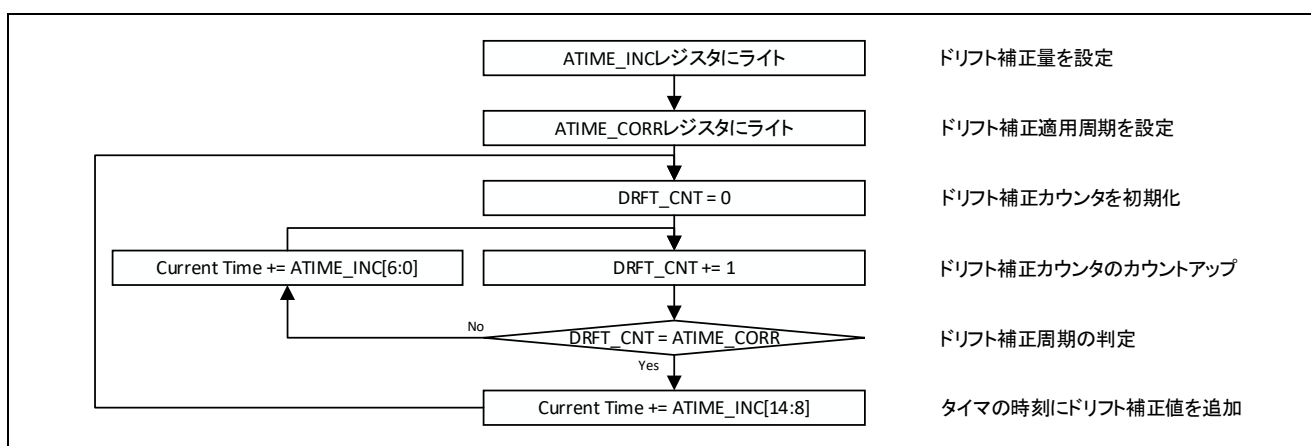 ATIME_INCレジスタにライト ドリフト補正量を設定
ATIME_CORRレジスタにライト ドリフト補正適用周期を設定
DRFT_CNT = 0 ドリフト補正カウンタを初期化
Current Time += ATIME_INC[6:0] DRFT_CNT += 1 ドリフト補正カウンタのカウントアップ
No DRFT_CNT = ATIME_CORR ドリフト補正周期の判定
Yes
Current Time += ATIME_INC[14:8] タイマの時刻にドリフト補正値を追加